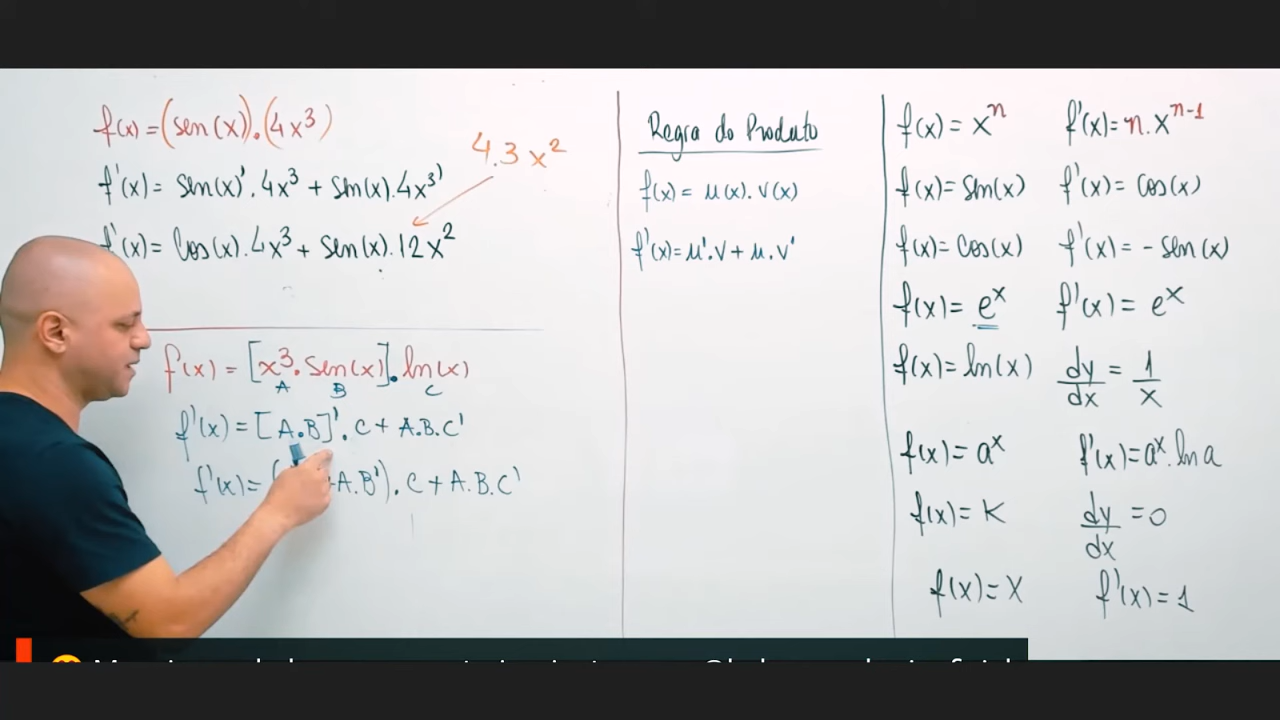 f(x) = (sen(x)).(4x³)
4.3x²
f'(x) = sen(x)'.4x³ + sen(x).4x³)
f'(x) = Cos(x).4x³ + sen(x).12x²
f(x) = [x³.sen(x)].ln(x)
A B C
f'(x) = [A.B]'.C + A.B.C'
f'(x) = ( +A.B').C + A.B.C'
Regra do Produto
f(x) = u(x).v(x)
f'(x) = u'.v + u.v'
f(x) = xⁿ f'(x) = n.xⁿ⁻¹
f(x) = sen(x) f'(x) = cos(x)
f(x) = cos(x) f'(x) = -sen(x)
f(x) = eˣ f'(x) = eˣ
f(x) = ln(x) dy/dx = 1/x
f(x) = aˣ f'(x) = aˣ.ln a
f(x) = K dy/dx = 0
f(x) = X f'(x) = 1